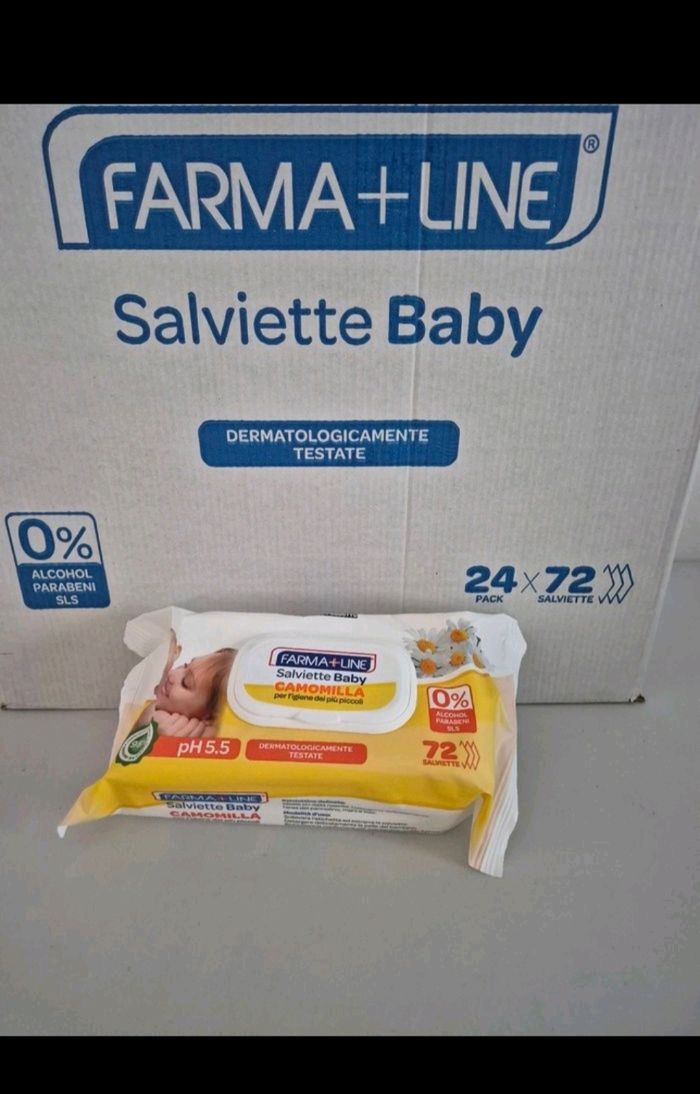 FARMA+LINE®
Salviette Baby
DERMATOLOGICAMENTE
TESTATE
0%
ALCOHOL
PARABENI
SLS
24 x 72
PACK SALVIETTE
FARMA+LINE
Salviette Baby
CAMOMILLA
per l'igiene dei più piccoli
0%
ALCOHOL
PARABENI
SLS
pH 5.5
DERMATOLOGICAMENTE
TESTATE
72
SALVIETTE
FARMA+LINE
Salviette Baby
CAMOMILLA
Modalità d'uso: